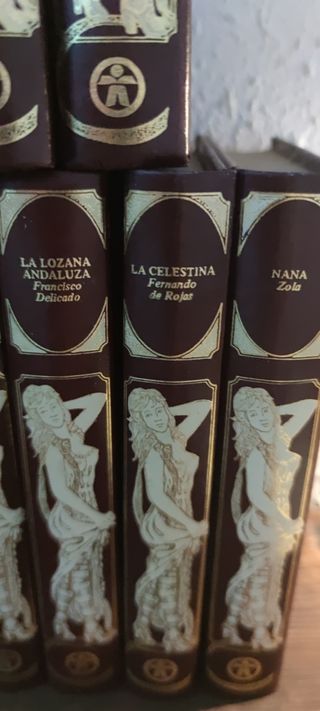 LA LOZANA
ANDALUZA
Francisco
Delicado
LA CELESTINA
Fernando
de Rojas
NANA
Zola